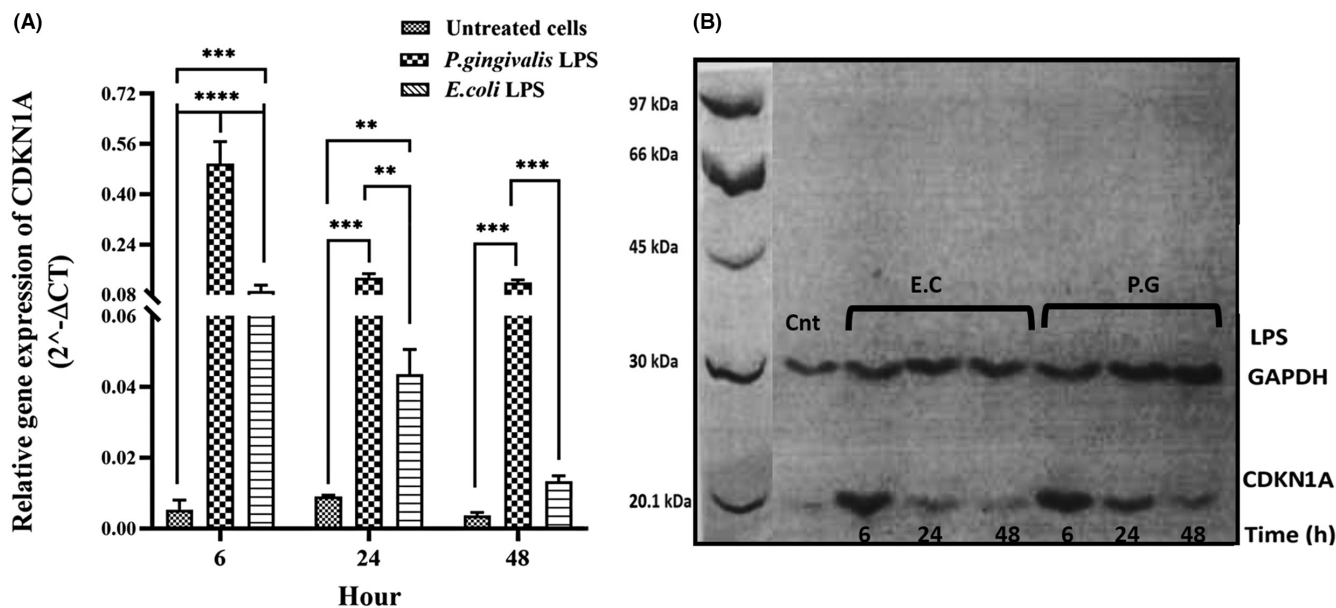 (A)
Untreated cells
P.gingivalis LPS
E.coli LPS
***
****
**
**
***
***
***
0.72
0.56
0.40
0.24
0.08
0.06
0.04
0.02
0.00
Relative gene expression of CDKN1A
(2^-ΔCT)
6 24 48
Hour
(B)
97 kDa
66 kDa
45 kDa
30 kDa
20.1 kDa
E.C P.G
Cnt
LPS
GAPDH
CDKN1A
6 24 48 6 24 48 Time (h)